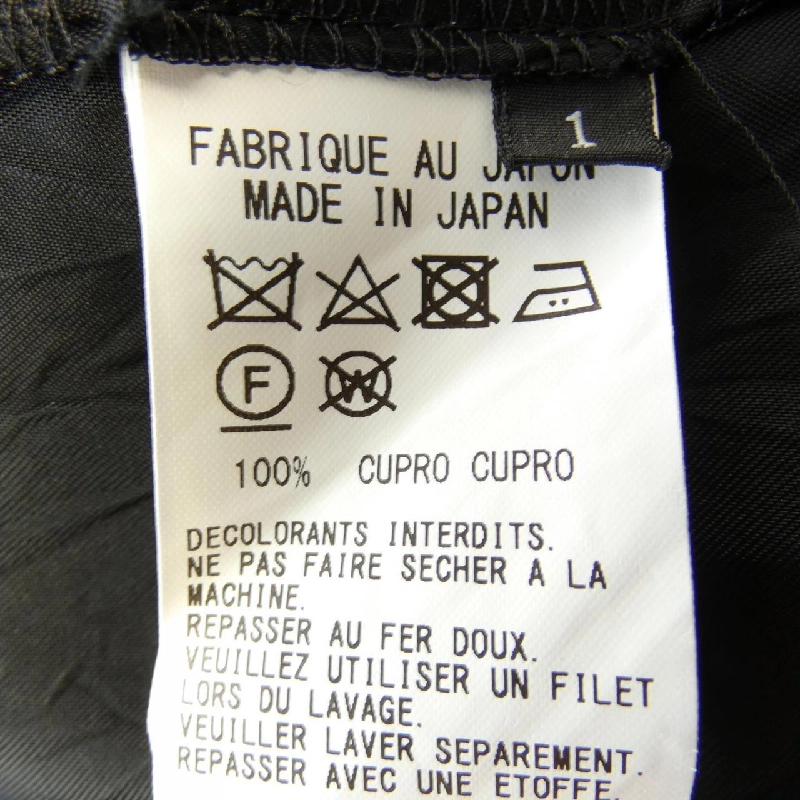 1
FABRIQUE AU JAPON
MADE IN JAPAN
F
W
100% CUPRO CUPRO
DECOLORANTS INTERDITS.
NE PAS FAIRE SECHER A LA
MACHINE.
REPASSER AU FER DOUX.
VEUILLEZ UTILISER UN FILET
LORS DU LAVAGE.
VEUILLER LAVER SEPAREMENT.
REPASSER AVEC UNE ETOFFE.